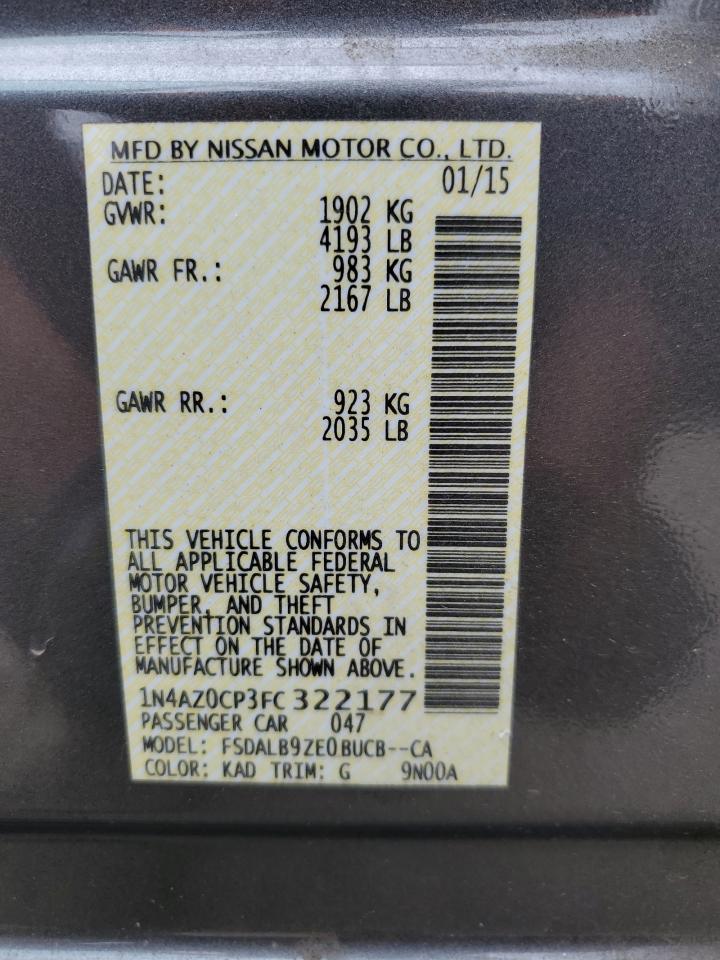 MFD BY NISSAN MOTOR CO., LTD.
DATE: 01/15
GVWR: 1902 KG
4193 LB
GAWR FR.: 983 KG
2167 LB
GAWR RR.: 923 KG
2035 LB
THIS VEHICLE CONFORMS TO
ALL APPLICABLE FEDERAL
MOTOR VEHICLE SAFETY,
BUMPER, AND THEFT
PREVENTION STANDARDS IN
EFFECT ON THE DATE OF
MANUFACTURE SHOWN ABOVE.
1N4AZ0CP3FC322177
PASSENGER CAR 047
MODEL: FSDALB9ZE0BUCB--CA
COLOR: KAD TRIM: G 9N00A